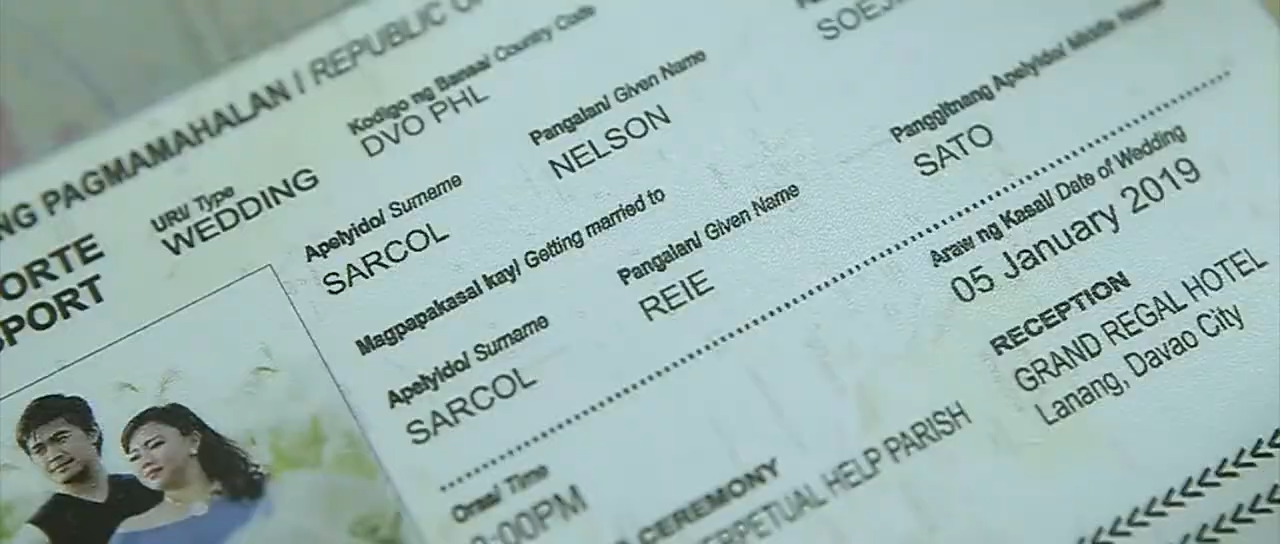 NG PAGMAMAHALAN / REPUBLIC
ORTE
PORT
URI/ Type
WEDDING
Kodigo ng Bansa/ Country Code
DVO PHL
Apelyido/ Surname
SARCOL
Pangalan/ Given Name
NELSON
Magpapakasal kay/ Getting married to
Apelyido/ Surname
SARCOL
Pangalan/ Given Name
REIE
Panggitnang Apelyido/ Middle Name
SATO
Oras/ Time
:00PM
Araw ng Kasal/ Date of Wedding
05 January 2019
CEREMONY
PERPETUAL HELP PARISH
RECEPTION
GRAND REGAL HOTEL
Lanang, Davao City